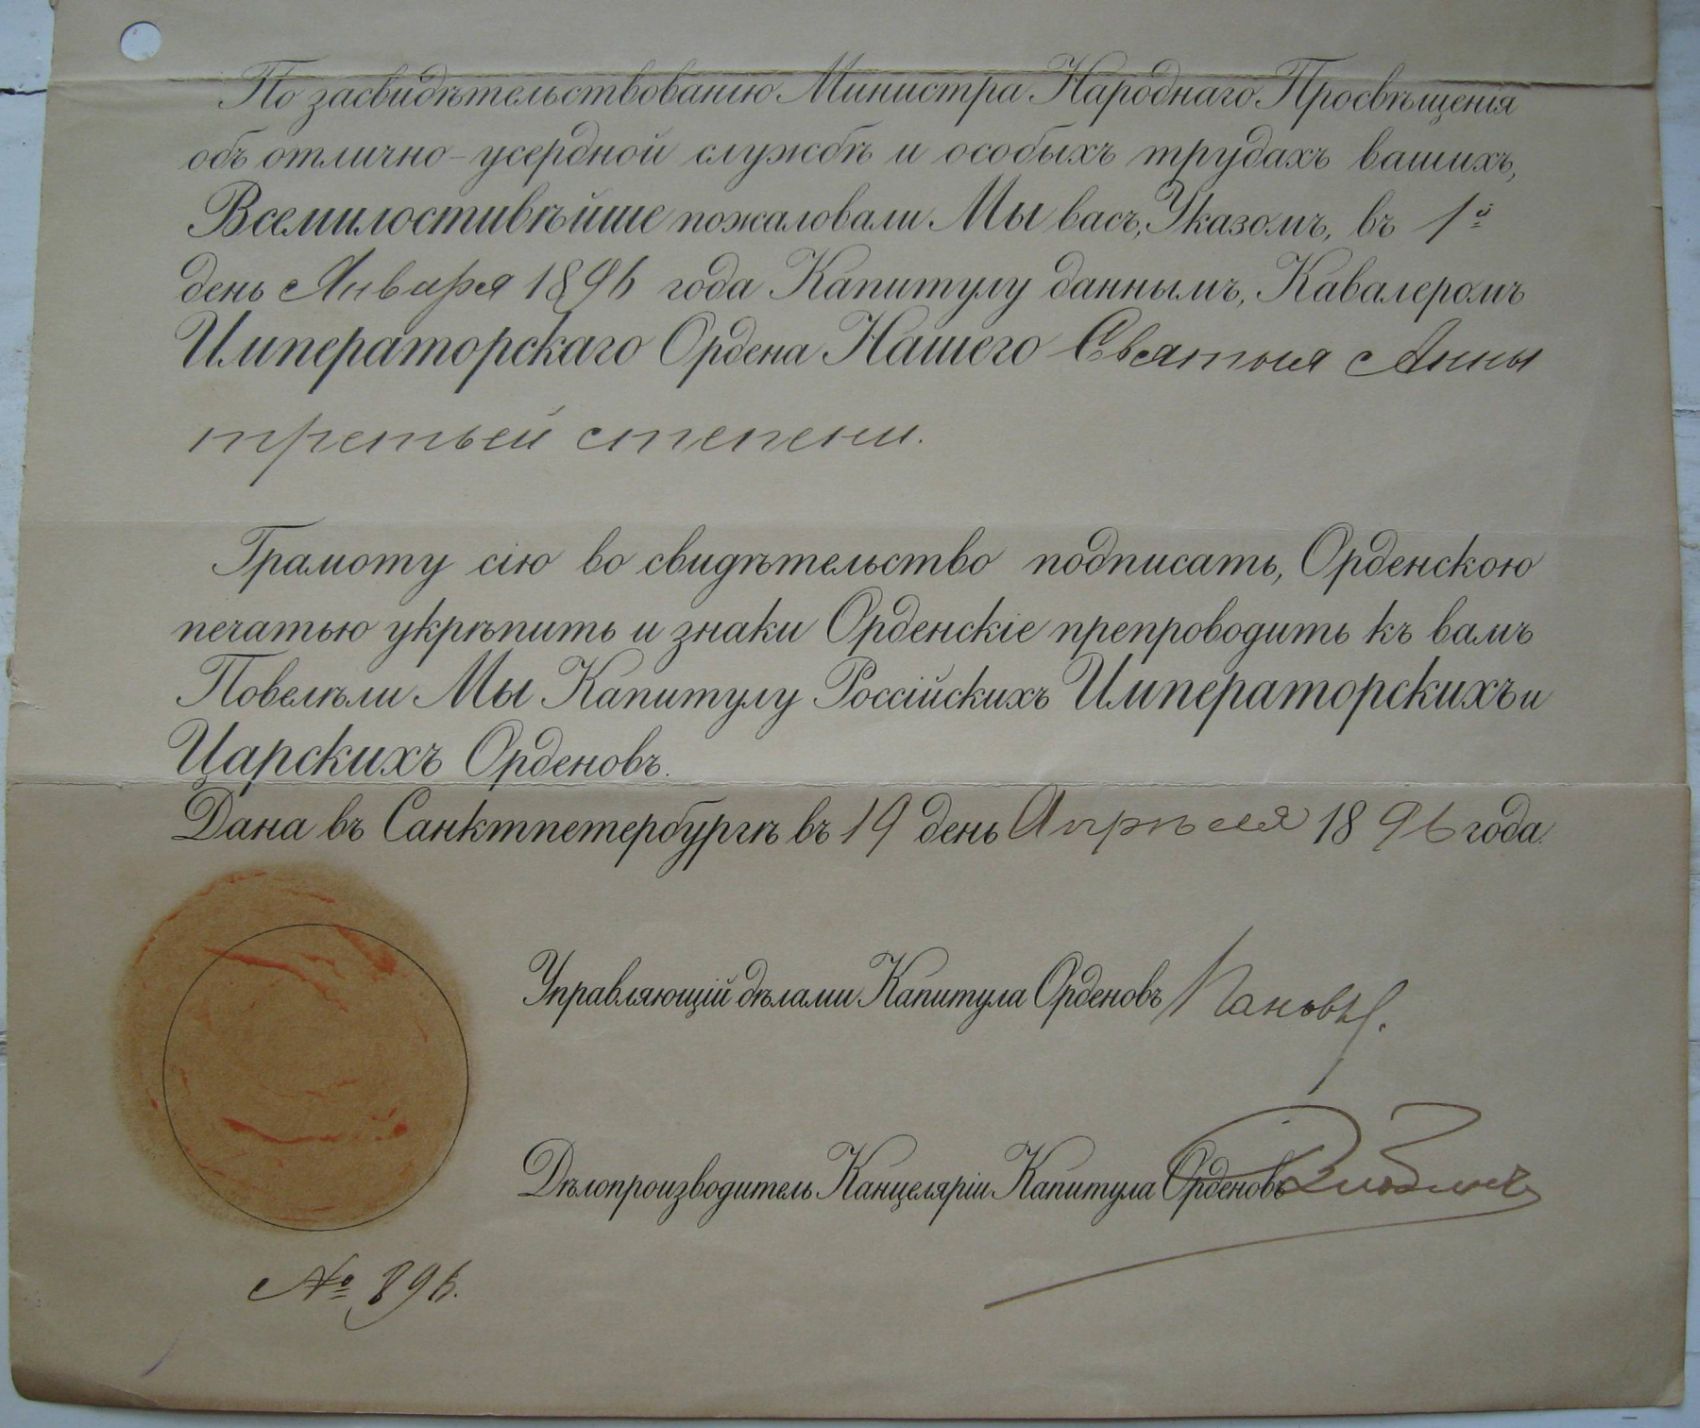 По засвидѣтельствованію Министра Народнаго Просвѣщенія
объ отлично-усердной службѣ и особыхъ трудахъ вашихъ,
Всемилостивѣйше пожаловали Мы васъ, Указомъ, въ 1й
день Января 1896 года Капитулу даннымъ, Кавалеромъ
Императорскаго Ордена Нашего Святыя Анны
третьей степени.
Грамоту сію во свидѣтельство подписать, Орденскою
печатью укрѣпить и знаки Орденскіе препроводить къ вамъ
Повелѣли Мы Капитулу Россійскихъ Императорскихъ и
Царскихъ Орденовъ.
Дана въ Санктпетербургѣ въ 19 день Апрѣля 1896 года.
Управляющій дѣлами Капитула Орденовъ
Дѣлопроизводитель Канцеляріи Капитула Орденовъ
№ 896.